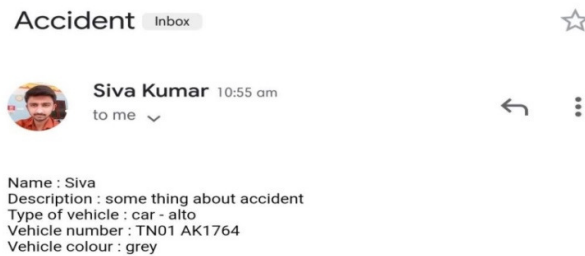 Accident Inbox
Siva Kumar 10:55 am
to me
Name : Siva
Description : some thing about accident
Type of vehicle : car - alto
Vehicle number : TN01 AK1764
Vehicle colour : grey